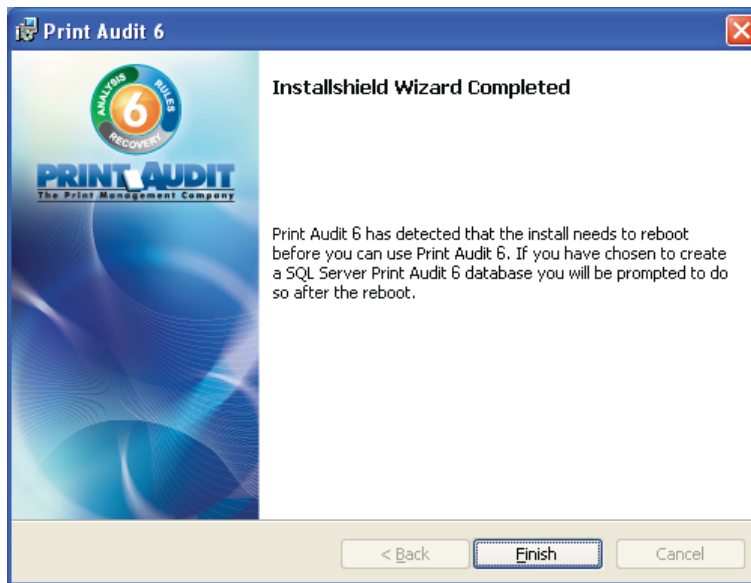 Print Audit 6
ANALYSIS
RULES
6
RECOVERY
PRINT AUDIT
The Print Management Company
Installshield Wizard Completed
Print Audit 6 has detected that the install needs to reboot
before you can use Print Audit 6. If you have chosen to create
a SQL Server Print Audit 6 database you will be prompted to do
so after the reboot.
< Back
Finish
Cancel